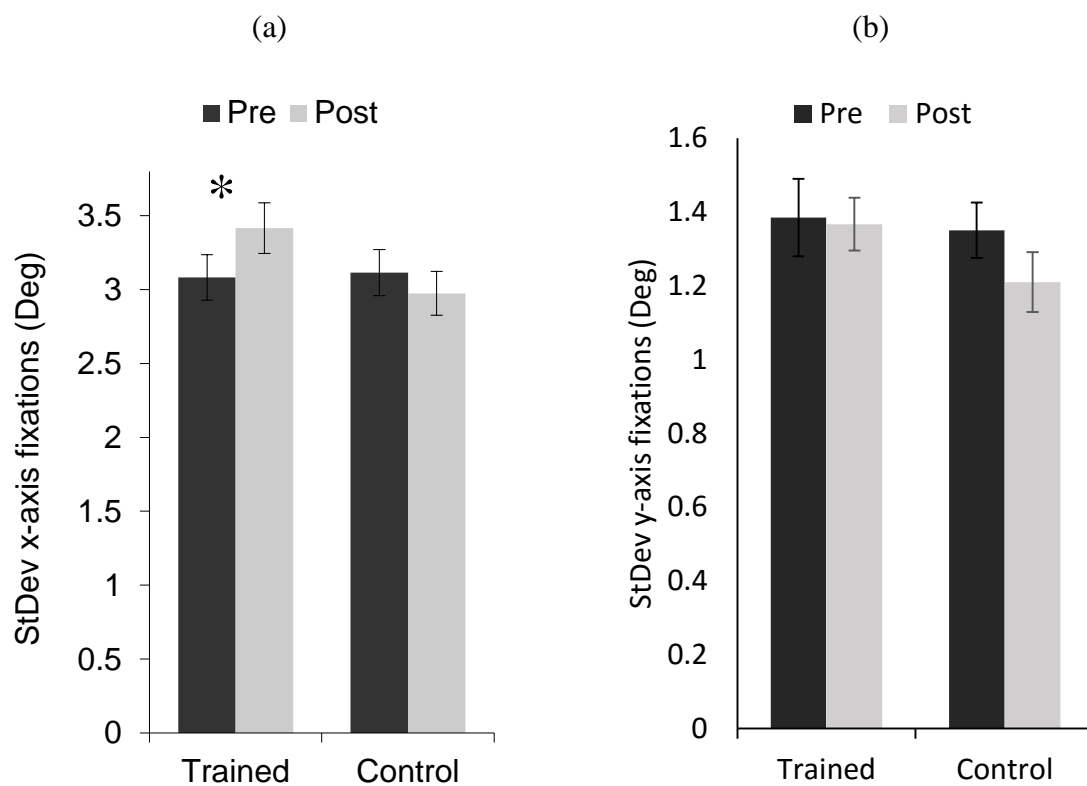 (a)
Pre Post
*
StDev x-axis fixations (Deg)
3.5
3
2.5
2
1.5
1
0.5
0
Trained Control
(b)
Pre Post
StDev y-axis fixations (Deg)
1.6
1.4
1.2
1
0.8
0.6
0.4
0.2
0
Trained Control